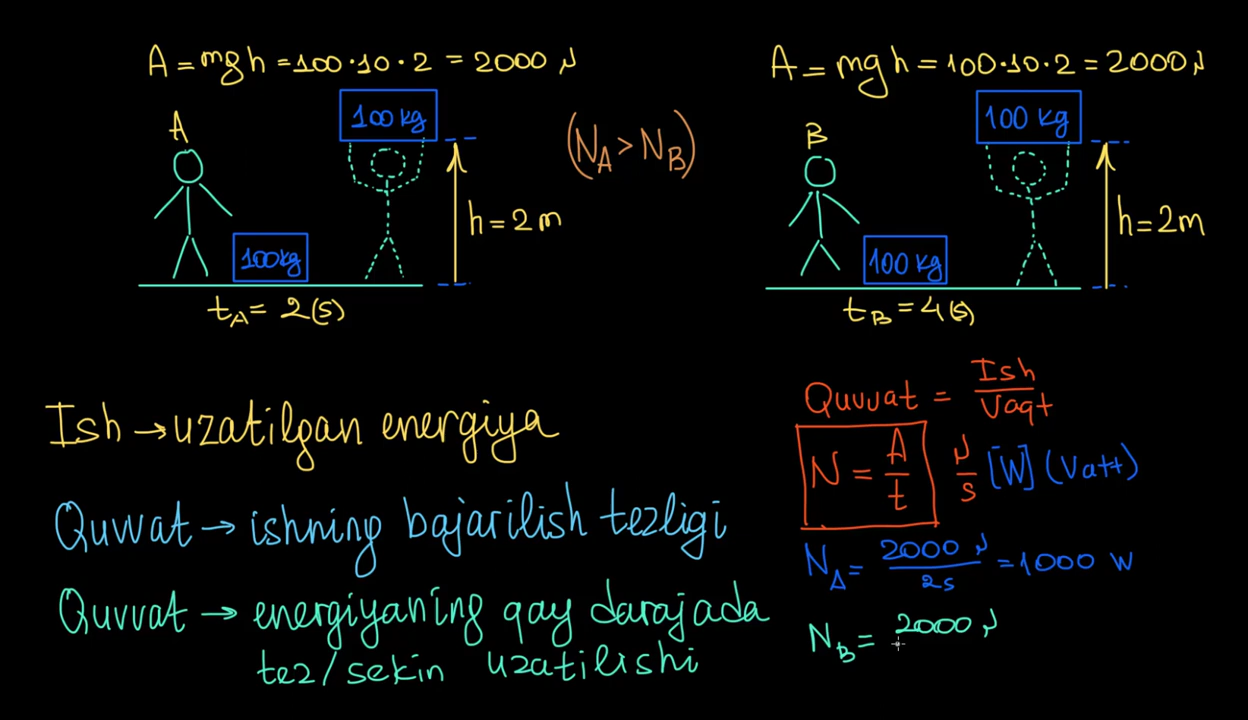 A = mgh = 100·10·2 = 2000 J
A
100 kg
(N_A > N_B)
h = 2 m
100kg
t_A = 2(s)
A = mgh = 100·10·2 = 2000 J
B
100 kg
h = 2m
100 kg
t_B = 4(s)
Ish → uzatilgan energiya
Quvvat → ishning bajarilish tezligi
Quvvat → energiyaning qay darajada
tez/sekin uzatilishi
Quvvat = Ish/Vaqt
N = A/t J/s [W] (Vatt)
N_A = 2000 J/2s = 1000 W
N_B = 2000 J